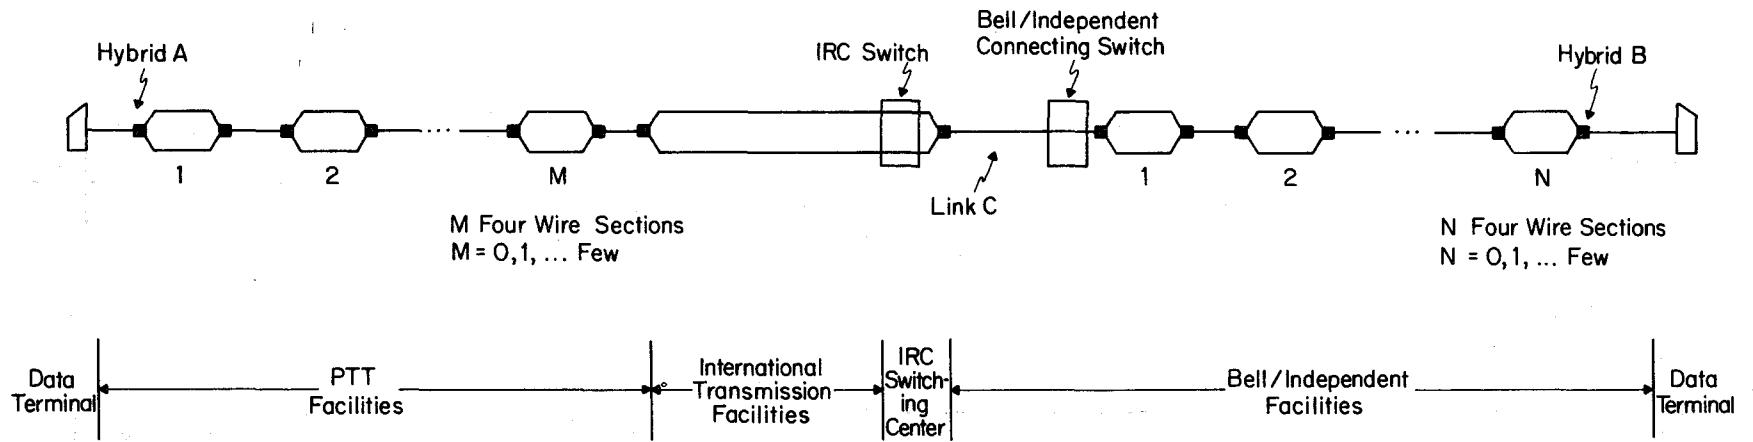 Bell/Independent
Connecting Switch
Hybrid A
IRC Switch
Hybrid B
...
...
1
2
M
1
2
N
Link C
M Four Wire Sections
M = 0,1, ... Few
N Four Wire Sections
N = 0,1, ... Few
Data
Terminal
PTT
Facilities
International
Transmission
Facilities
IRC
Switch-
ing
Center
Bell/Independent
Facilities
Data
Terminal